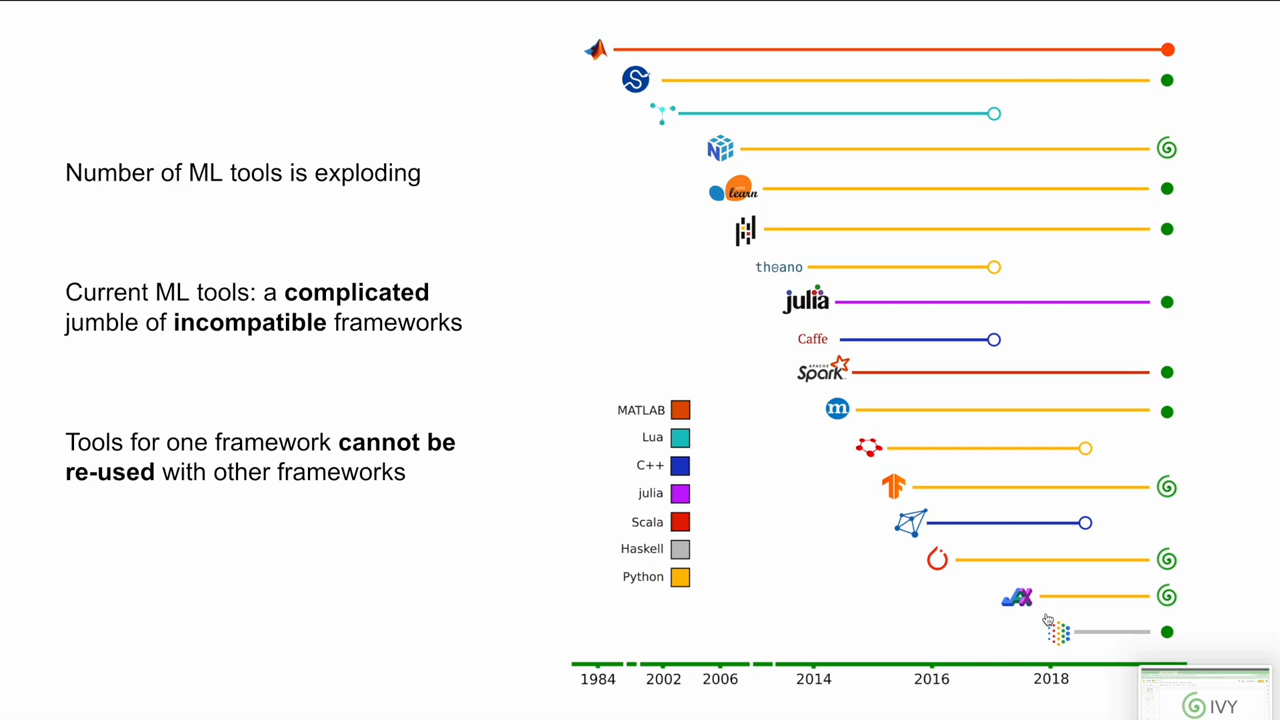 Number of ML tools is exploding
Current ML tools: a complicated
jumble of incompatible frameworks
Tools for one framework cannot be
re-used with other frameworks
learn
theano
julia
Caffe
APACHE
Spark
m
MATLAB
Lua
C++
julia
Scala
Haskell
Python
JAX
1984
2002
2006
2014
2016
2018
IVY